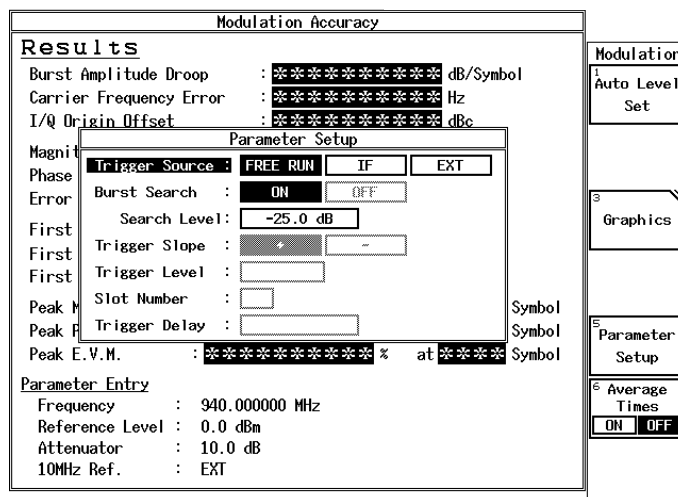 Modulation Accuracy
Results
Burst Amplitude Droop : ********** dB/Symbol
Carrier Frequency Error : ********** Hz
I/Q Origin Offset : ********** dBc
Parameter Setup
Magnit
Trigger Source : FREE RUN IF EXT
Phase
Burst Search : ON OFF
Error
Search Level: -25.0 dB
First
Trigger Slope : + -
First
Trigger Level :
First
Slot Number :
Peak M Symbol
Trigger Delay :
Peak P Symbol
Peak E.V.M. : ********** % at **** Symbol
Parameter Entry
Frequency : 940.000000 MHz
Reference Level : 0.0 dBm
Attenuator : 10.0 dB
10MHz Ref. : EXT
Modulation
1
Auto Level
Set
3
Graphics
5
Parameter
Setup
6 Average
Times
ON OFF